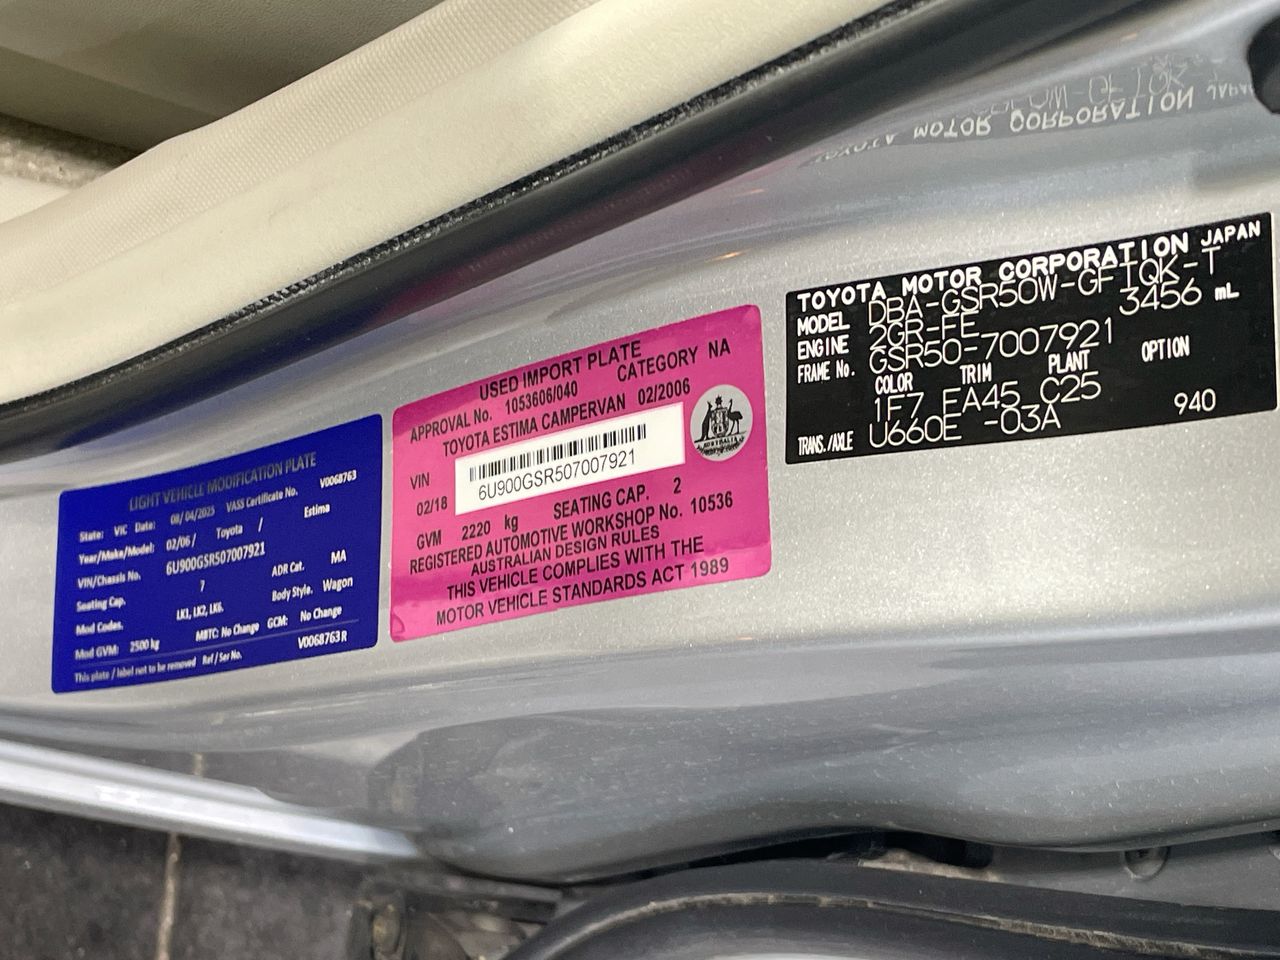 LIGHT VEHICLE MODIFICATION PLATE
State: VIC Date: 08/04/2025 VASS Certificate No. V0068763
Year/Make/Model: 02/06/ Toyota / Estima
VIN/Chassis No. 6U900GSR507007921
Seating Cap. 7 ADR Cat. MA
Mod Codes. LK1, LK2, LK6. Body Style. Wagon
Mod GVM: 2500 kg MBTC: No Change GCM: No Change
This plate / label not to be removed Ref / Ser No. V0068763R
USED IMPORT PLATE
APPROVAL No. 1053606/040 CATEGORY NA
TOYOTA ESTIMA CAMPERVAN 02/2006
VIN
02/18 6U900GSR507007921
AUSTRALIA
GVM 2220 kg SEATING CAP. 2
REGISTERED AUTOMOTIVE WORKSHOP No. 10536
AUSTRALIAN DESIGN RULES
THIS VEHICLE COMPLIES WITH THE
MOTOR VEHICLE STANDARDS ACT 1989
TOYOTA MOTOR CORPORATION JAPAN
MODEL DBA-GSR50W-GFTQK-T
ENGINE 2GR-FE 3456 mL
FRAME No. GSR50-7007921
COLOR TRIM PLANT OPTION
1F7 EA45 C25
TRANS./AXLE U660E -03A 940